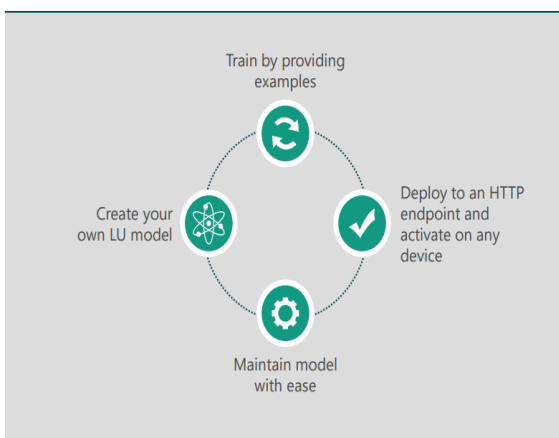 Train by providing
examples
Create your
own LU model
Deploy to an HTTP
endpoint and
activate on any
device
Maintain model
with ease